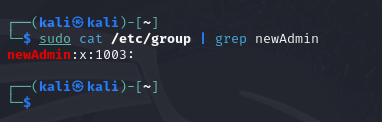 ┌──(kali㉿kali)-[~]
└─$ sudo cat /etc/group | grep newAdmin
newAdmin:x:1003:
┌──(kali㉿kali)-[~]
└─$